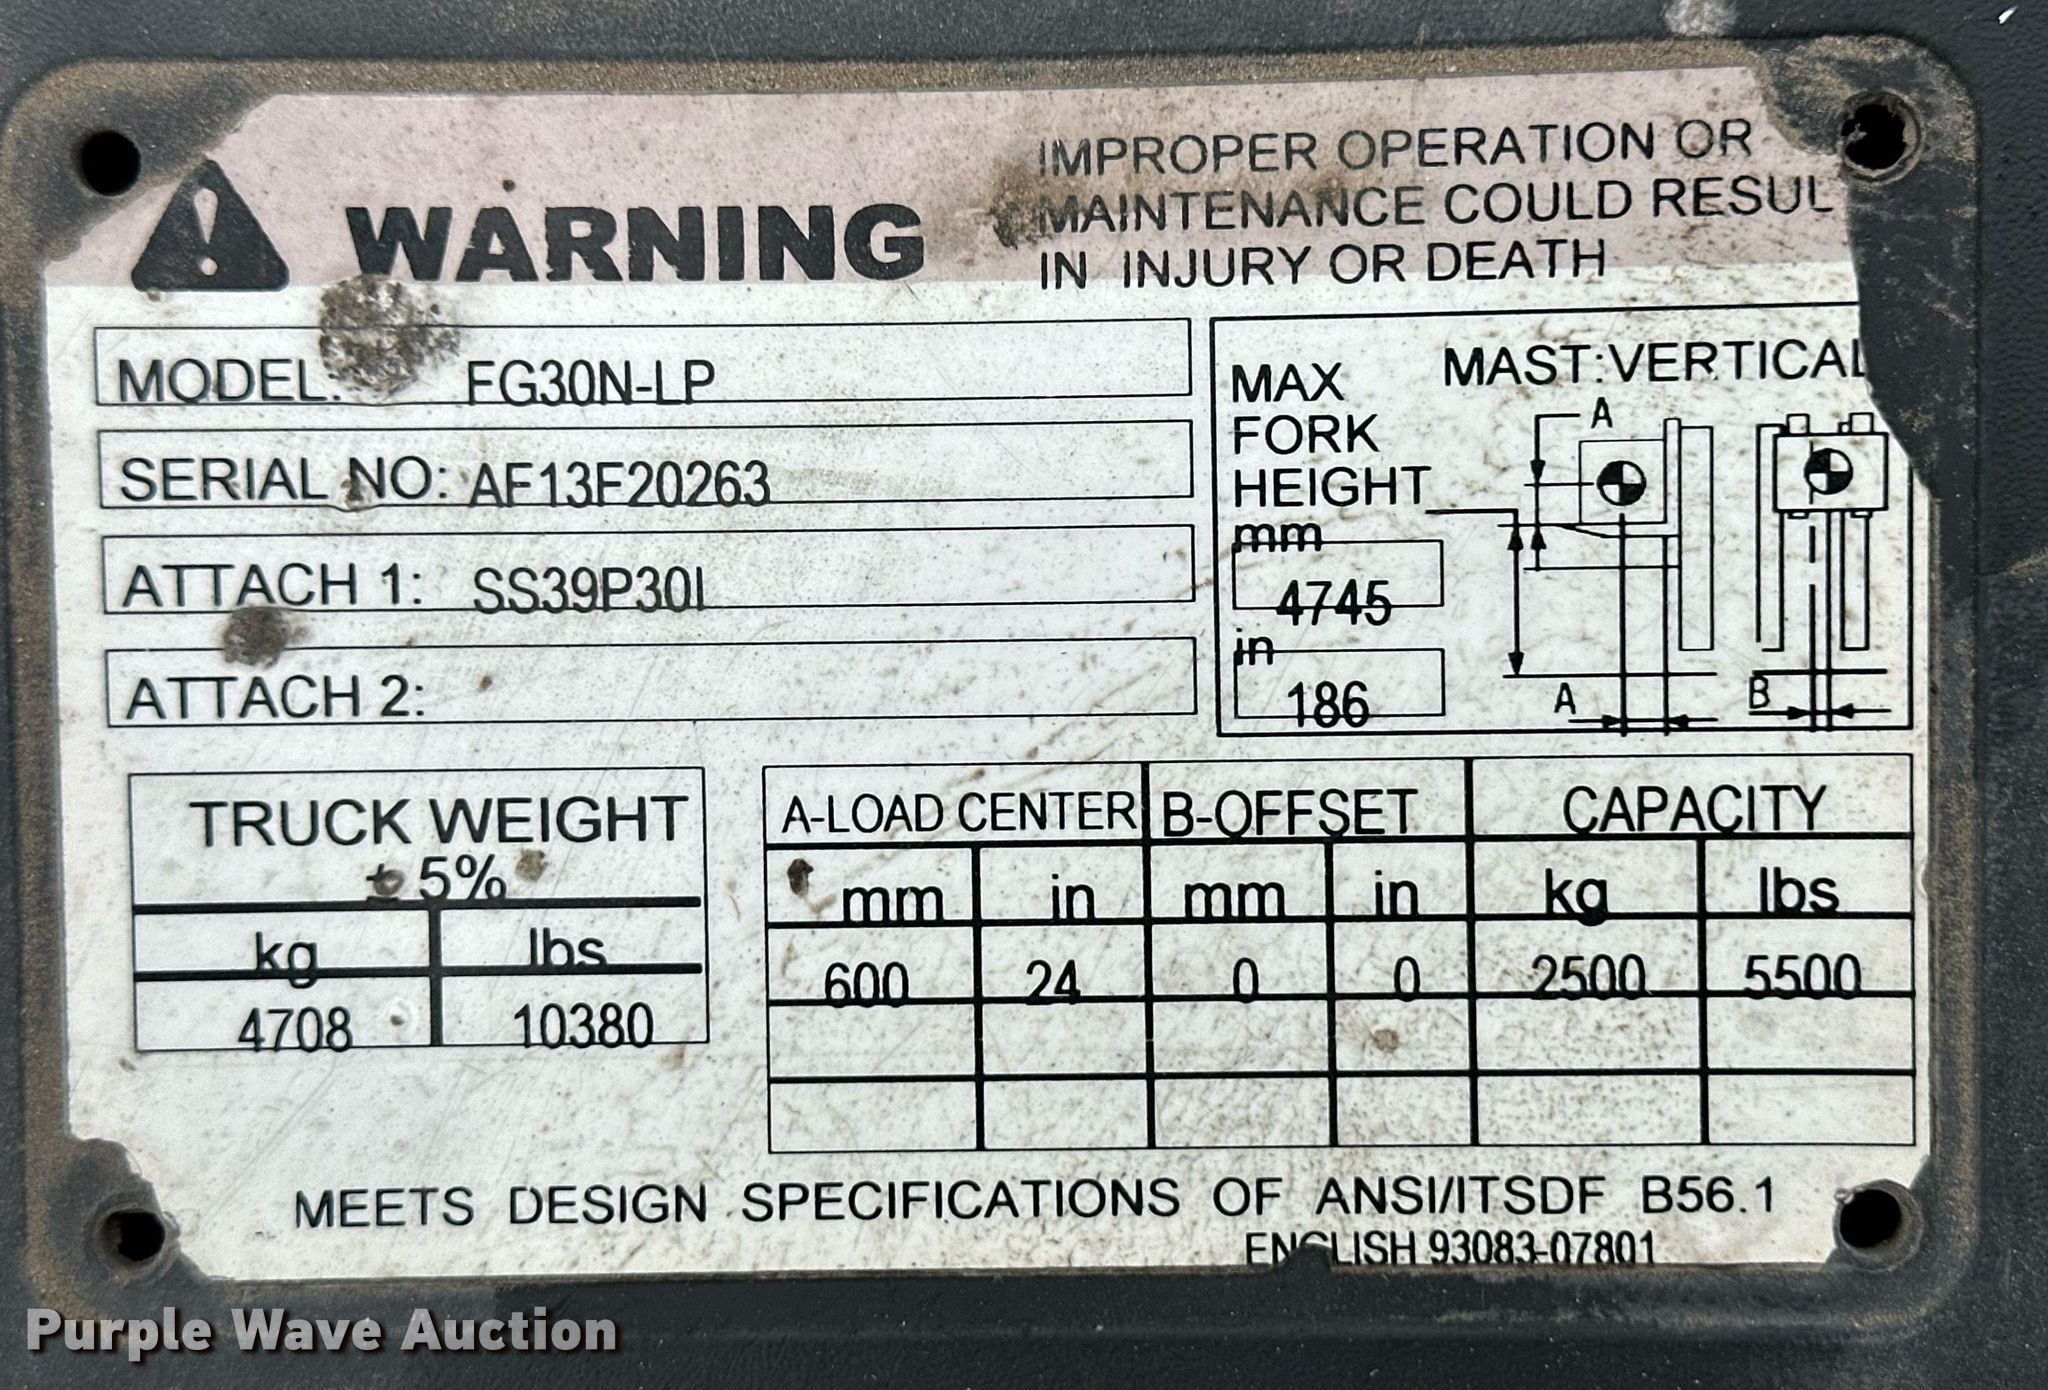 WARNING
IMPROPER OPERATION OR
MAINTENANCE COULD RESUL
IN INJURY OR DEATH
MODEL: FG30N-LP
SERIAL NO: AF13F20263
ATTACH 1: SS39P30I
ATTACH 2:
MAX
FORK
HEIGHT
mm
4745
in
186
MAST:VERTICAL
A
A
B
TRUCK WEIGHT
± 5%
kg lbs
4708 10380
A-LOAD CENTER B-OFFSET CAPACITY
mm in mm in kg lbs
600 24 0 0 2500 5500
MEETS DESIGN SPECIFICATIONS OF ANSI/ITSDF B56.1
ENGLISH 93083-07801
Purple Wave Auction